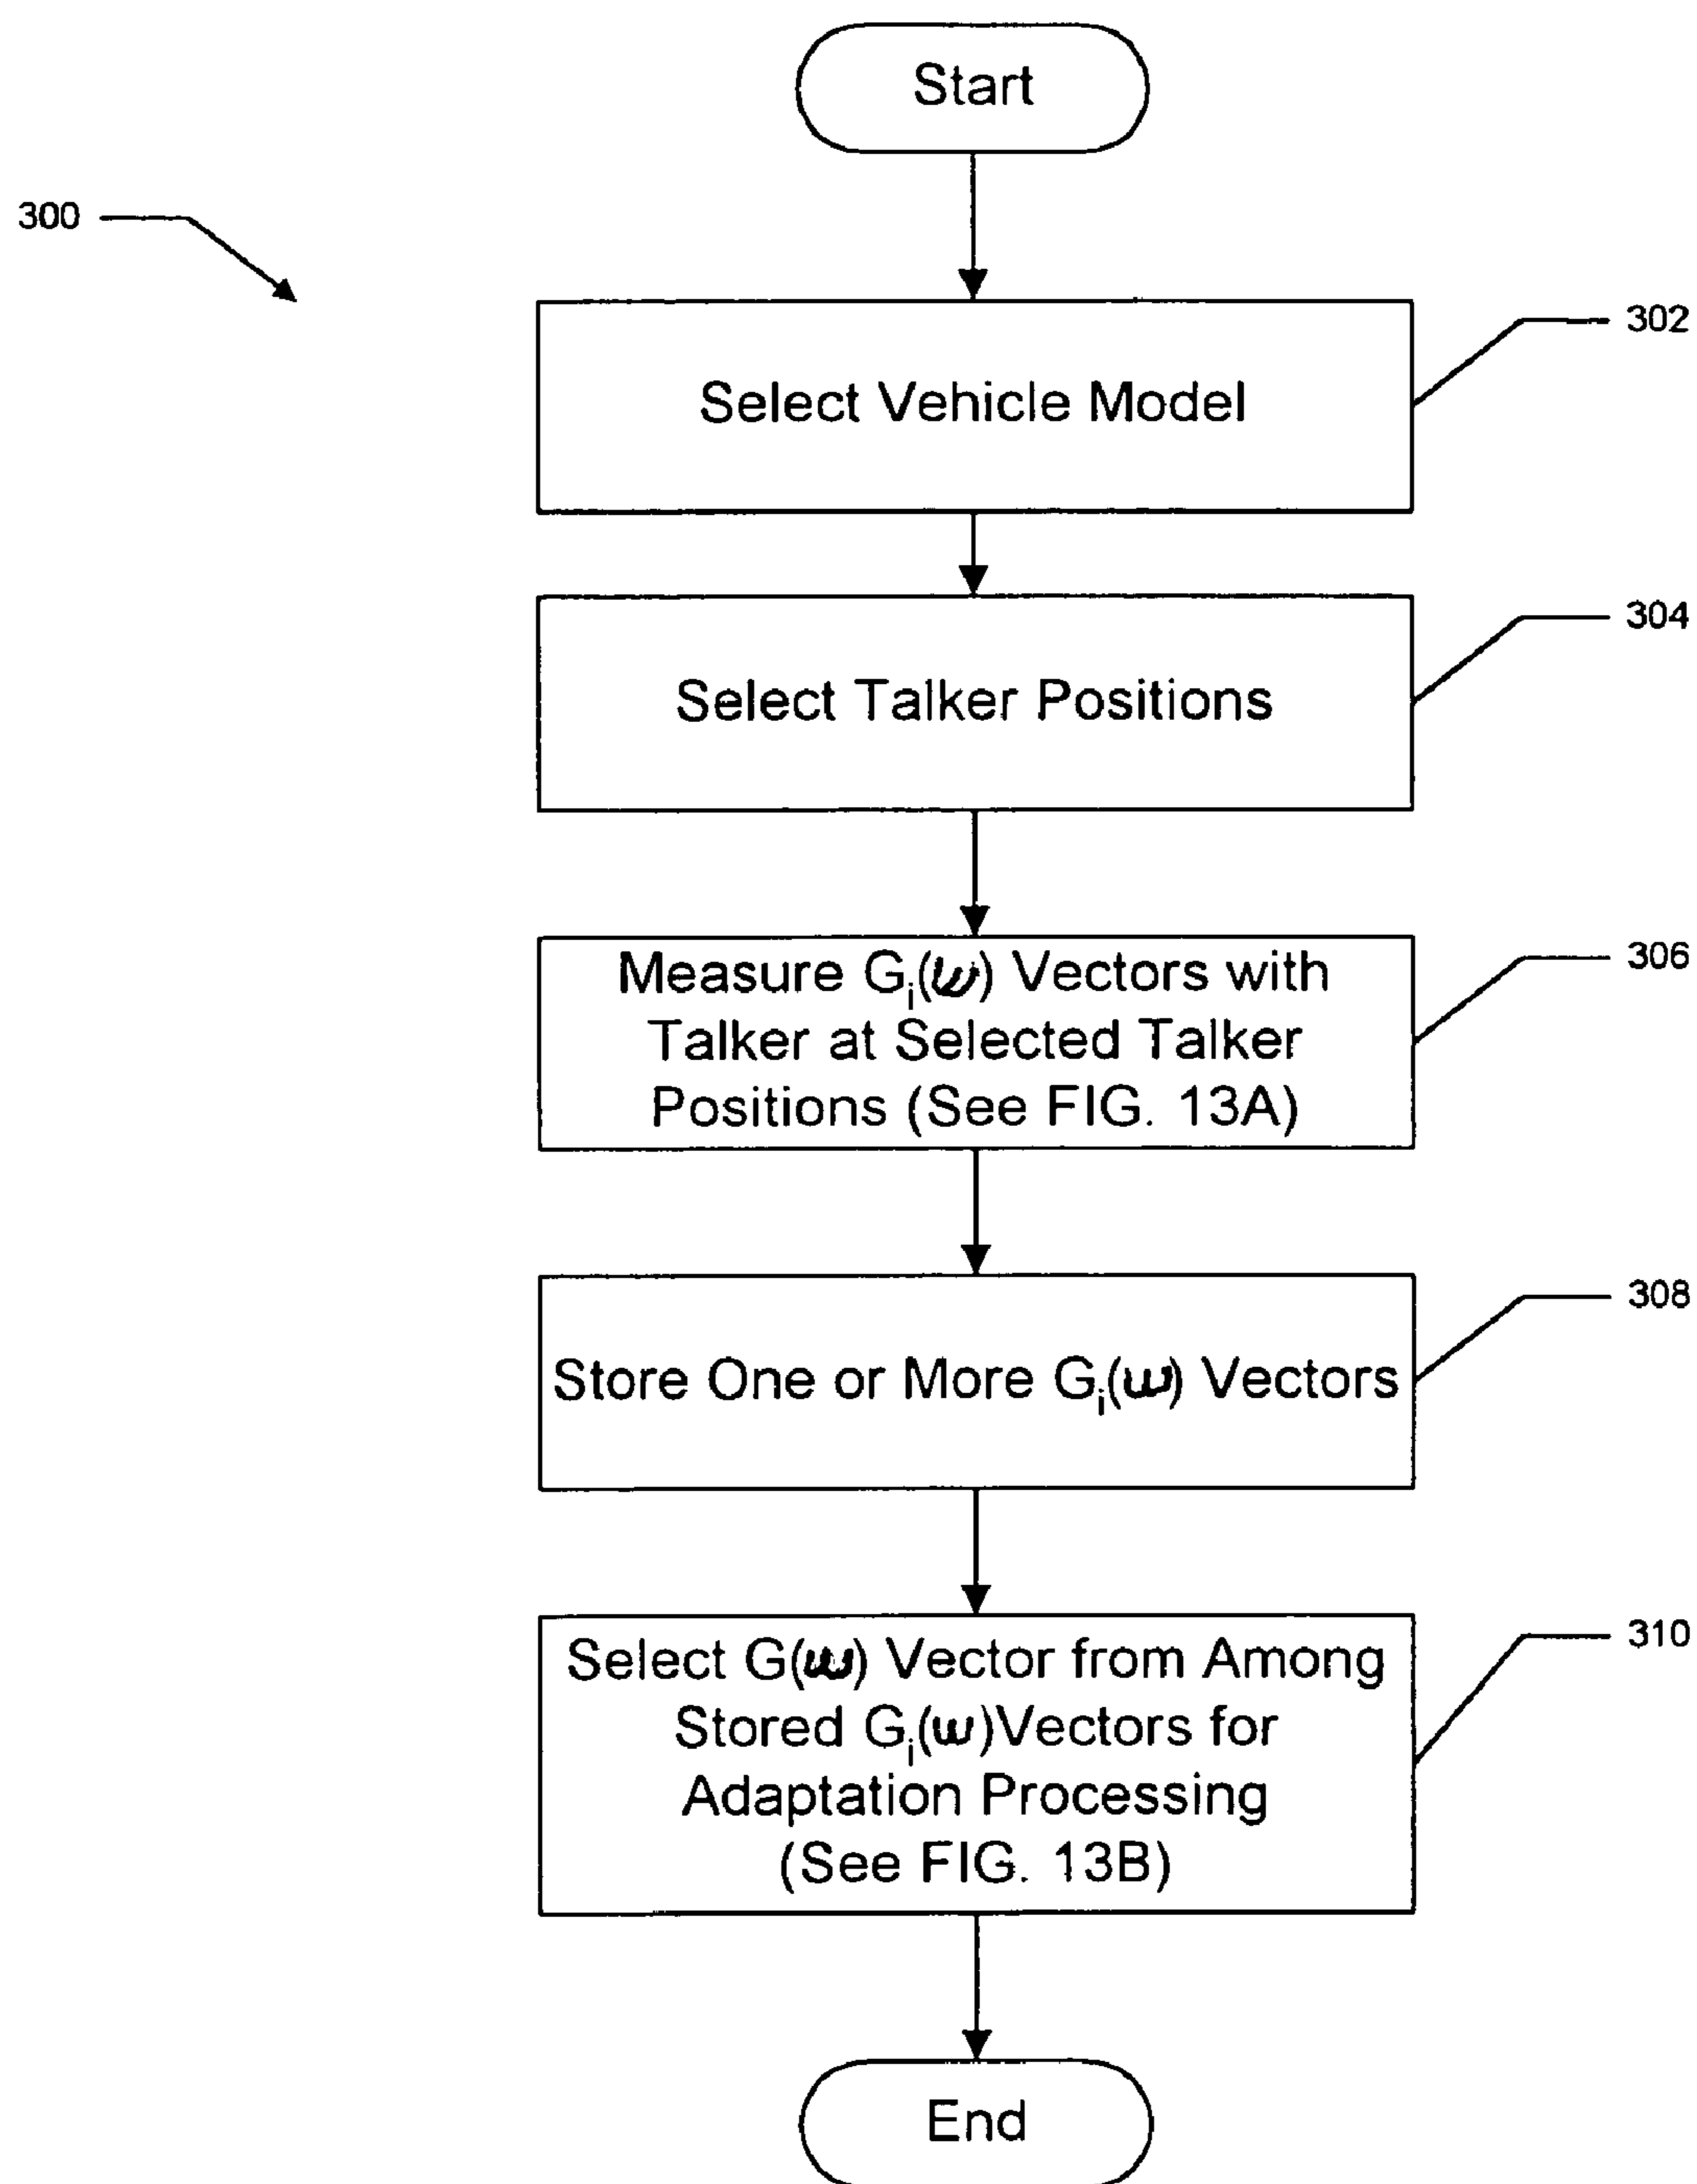 Start
300
302
Select Vehicle Model
304
Select Talker Positions
306
Measure Gi(ω) Vectors with
Talker at Selected Talker
Positions (See FIG. 13A)
308
Store One or More Gi(ω) Vectors
310
Select G(ω) Vector from Among
Stored Gi(ω)Vectors for
Adaptation Processing
(See FIG. 13B)
End